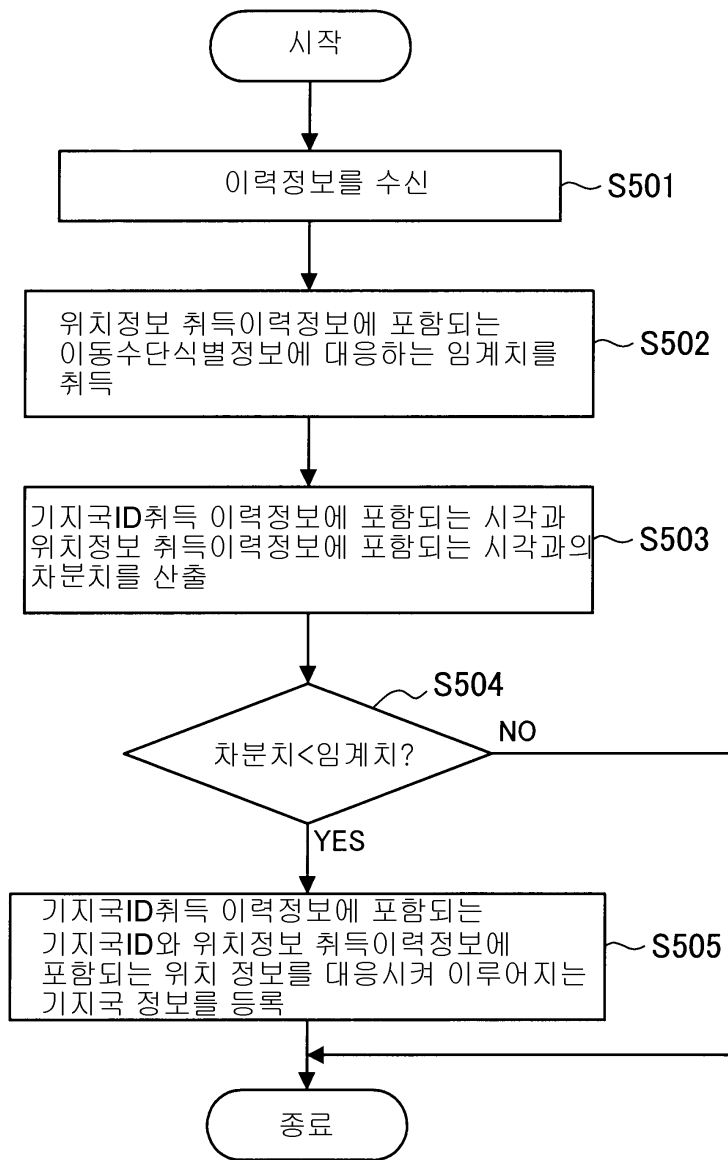 시작
이력정보를 수신
S501
위치정보 취득이력정보에 포함되는
이동수단식별정보에 대응하는 임계치를
취득
S502
기지국ID취득 이력정보에 포함되는 시각과
위치정보 취득이력정보에 포함되는 시각과의
차분치를 산출
S503
S504
차분치<임계치?
NO
YES
기지국ID취득 이력정보에 포함되는
기지국ID와 위치정보 취득이력정보에
포함되는 위치 정보를 대응시켜 이루어지는
기지국 정보를 등록
S505
종료